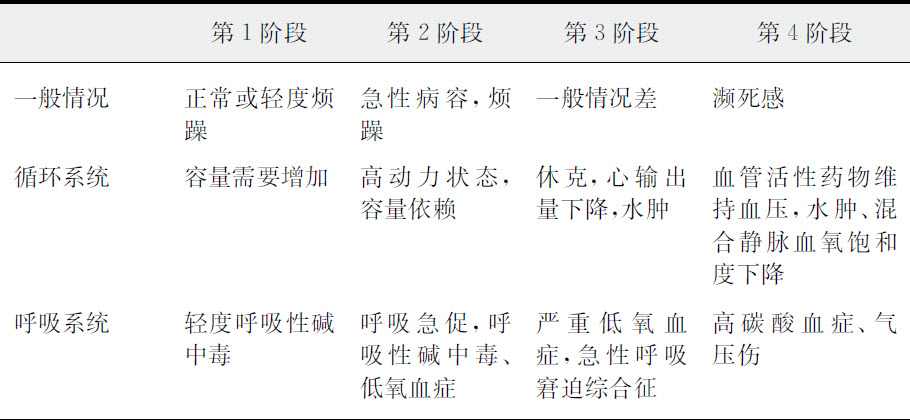 第1阶段 第2阶段 第3阶段 第4阶段
一般情况 正常或轻度烦 急性病容,烦 一般情况差 濒死感
躁 躁
循环系统 容量需要增加 高动力状态, 休克,心输出 血管活性药物维
容量依赖 量下降,水肿 持血压,水肿、混
合静脉血氧饱和
度下降
呼吸系统 轻度呼吸性碱 呼吸急促,呼 严重低氧血 高碳酸血症、气
中毒 吸性碱中毒、 症,急性呼吸 压伤
低氧血症 窘迫综合征